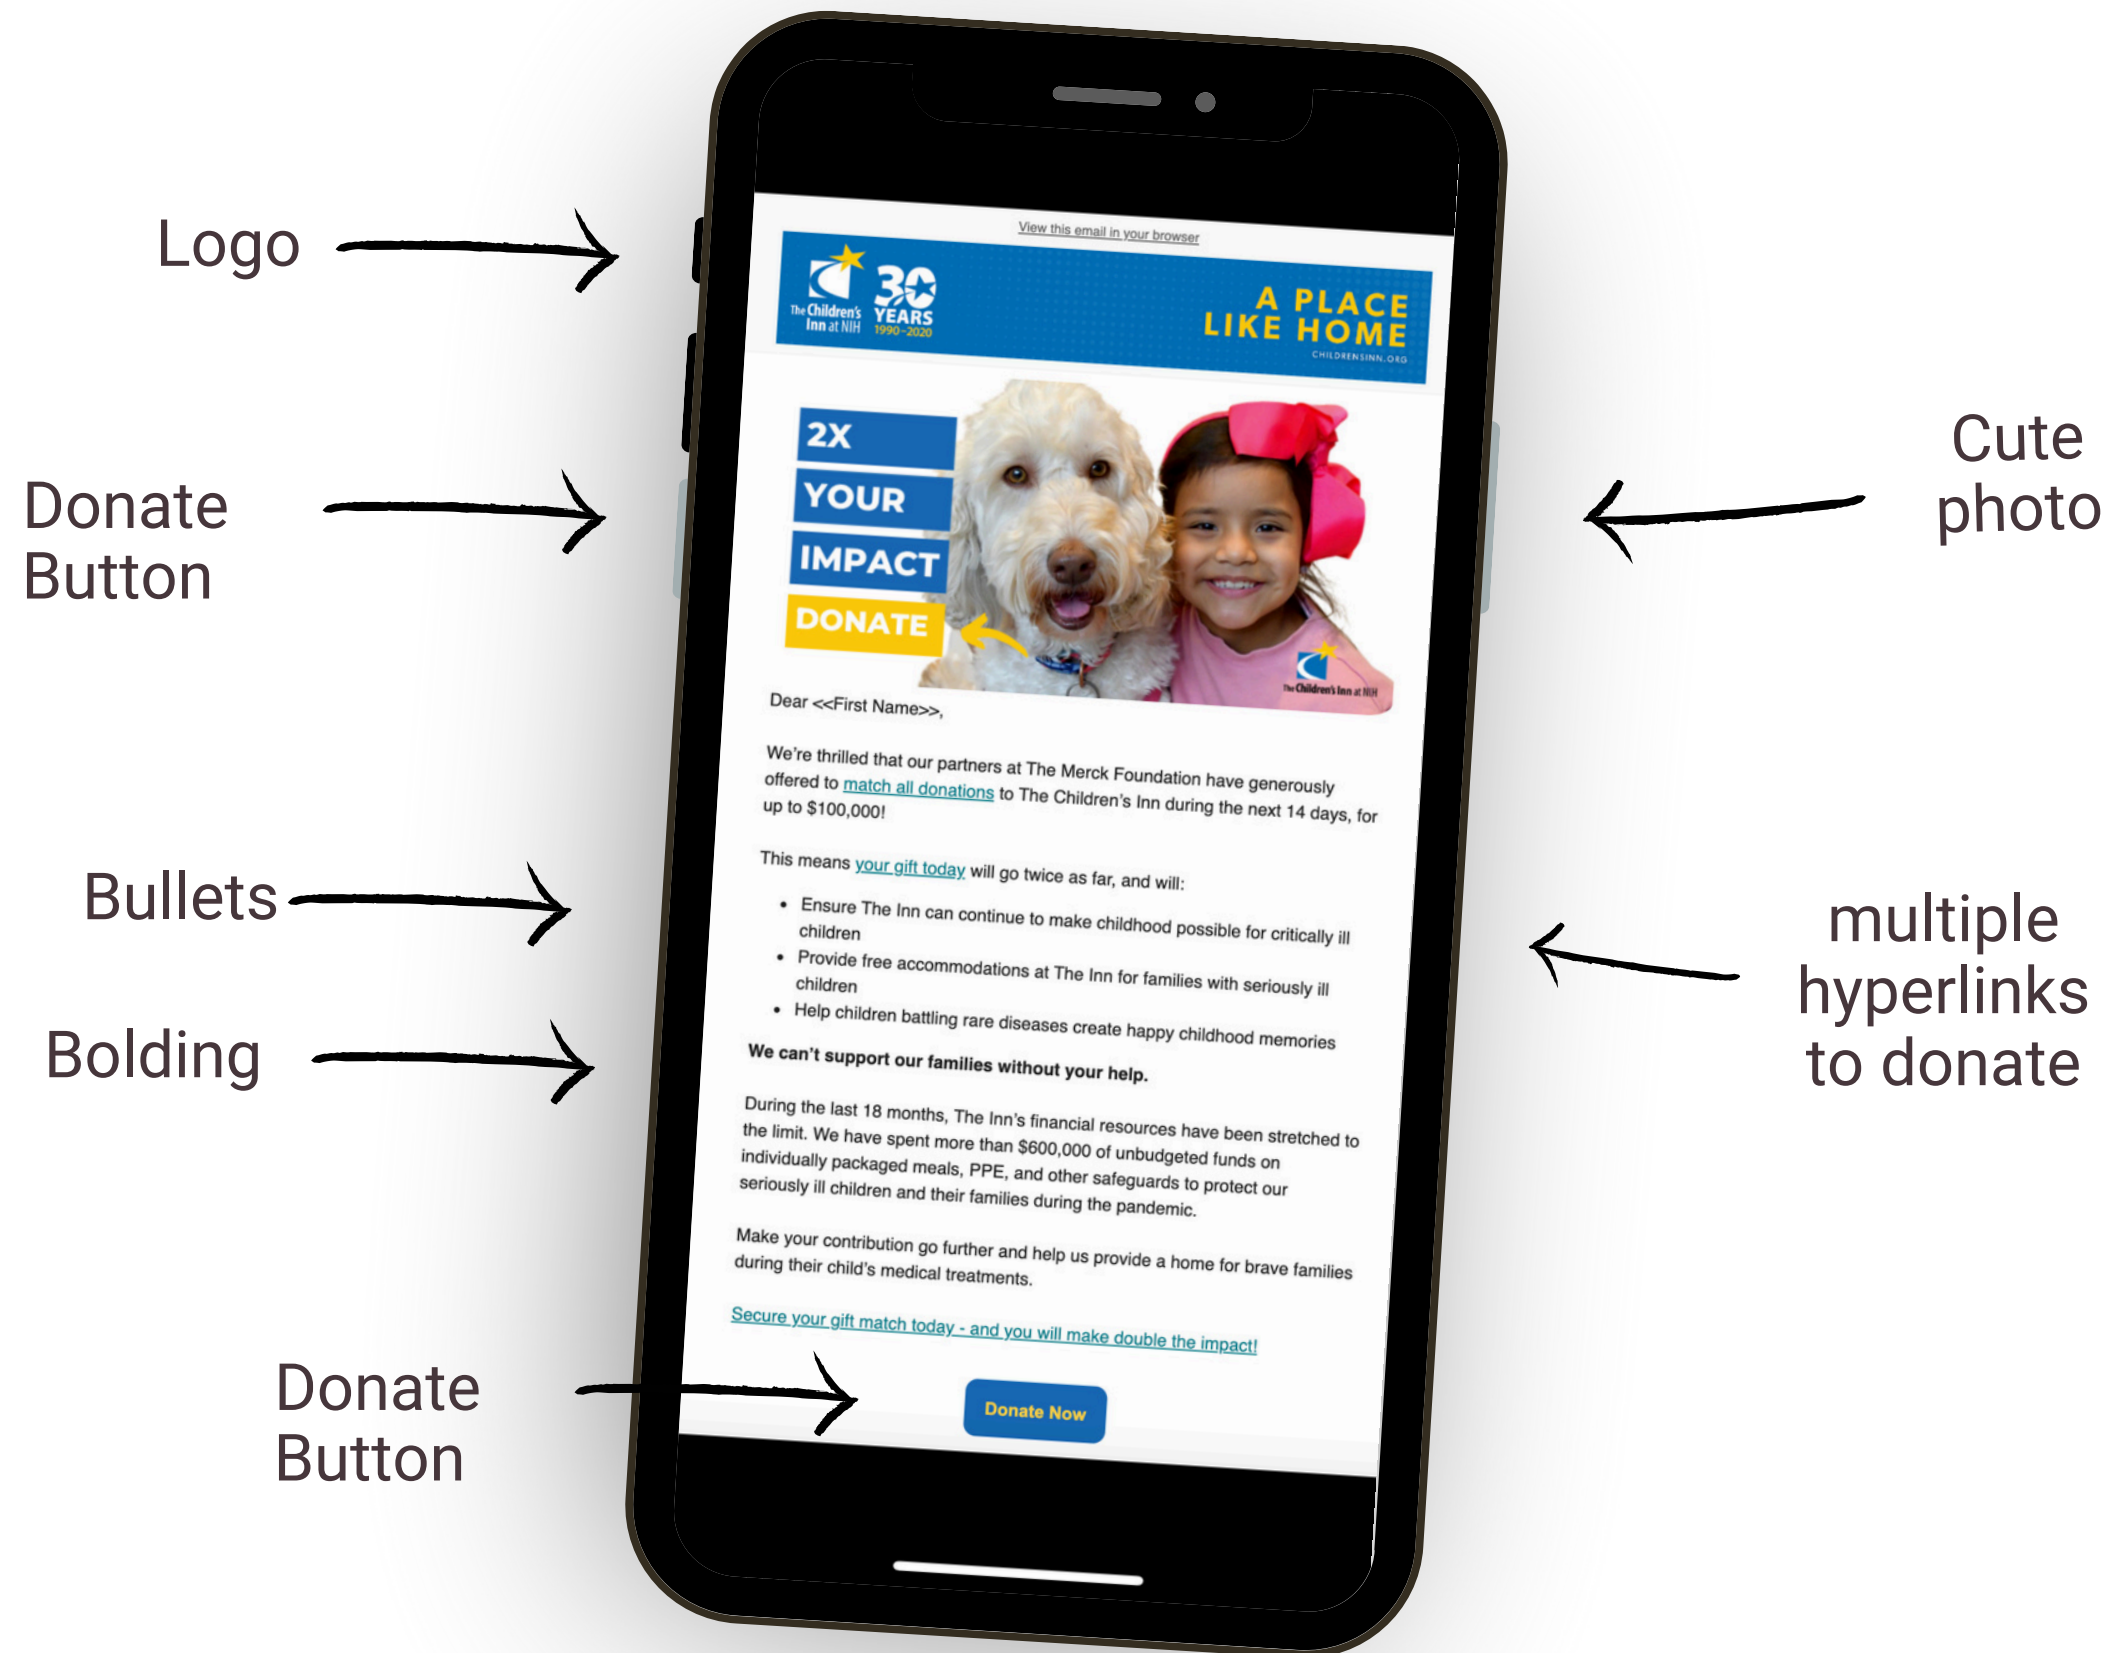 Logo
Donate
Button
Bullets
Bolding
Donate
Button
View this email in your browser
The Children's
Inn at NIH
30
YEARS
1990-2020
A PLACE
LIKE HOME
CHILDRENSINN.ORG
2X
YOUR
IMPACT
DONATE
The Children's Inn at NIH
Dear <<First Name>>,
We're thrilled that our partners at The Merck Foundation have generously
offered to match all donations to The Children's Inn during the next 14 days, for
up to $100,000!
This means your gift today will go twice as far, and will:
• Ensure The Inn can continue to make childhood possible for critically ill
children
• Provide free accommodations at The Inn for families with seriously ill
children
• Help children battling rare diseases create happy childhood memories
We can't support our families without your help.
During the last 18 months, The Inn's financial resources have been stretched to
the limit. We have spent more than $600,000 of unbudgeted funds on
individually packaged meals, PPE, and other safeguards to protect our
seriously ill children and their families during the pandemic.
Make your contribution go further and help us provide a home for brave families
during their child's medical treatments.
Secure your gift match today - and you will make double the impact!
Donate Now
Cute
photo
multiple
hyperlinks
to donate